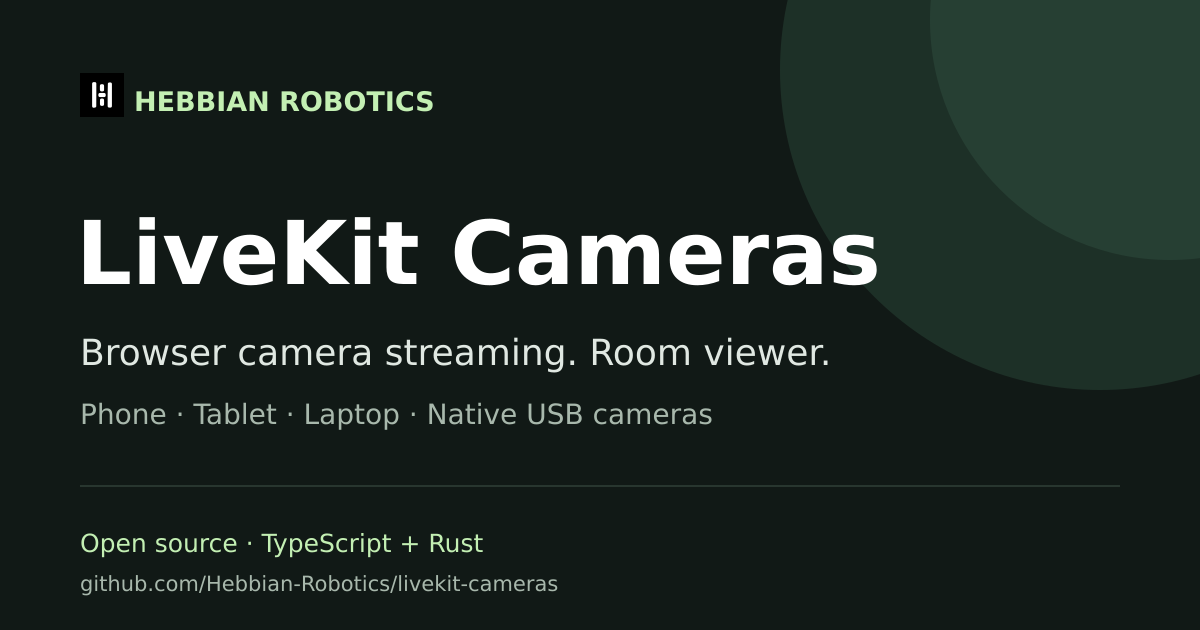 HEBBIAN ROBOTICS
LiveKit Cameras
Browser camera streaming. Room viewer.
Phone · Tablet · Laptop · Native USB cameras
Open source · TypeScript + Rust
github.com/Hebbian-Robotics/livekit-cameras